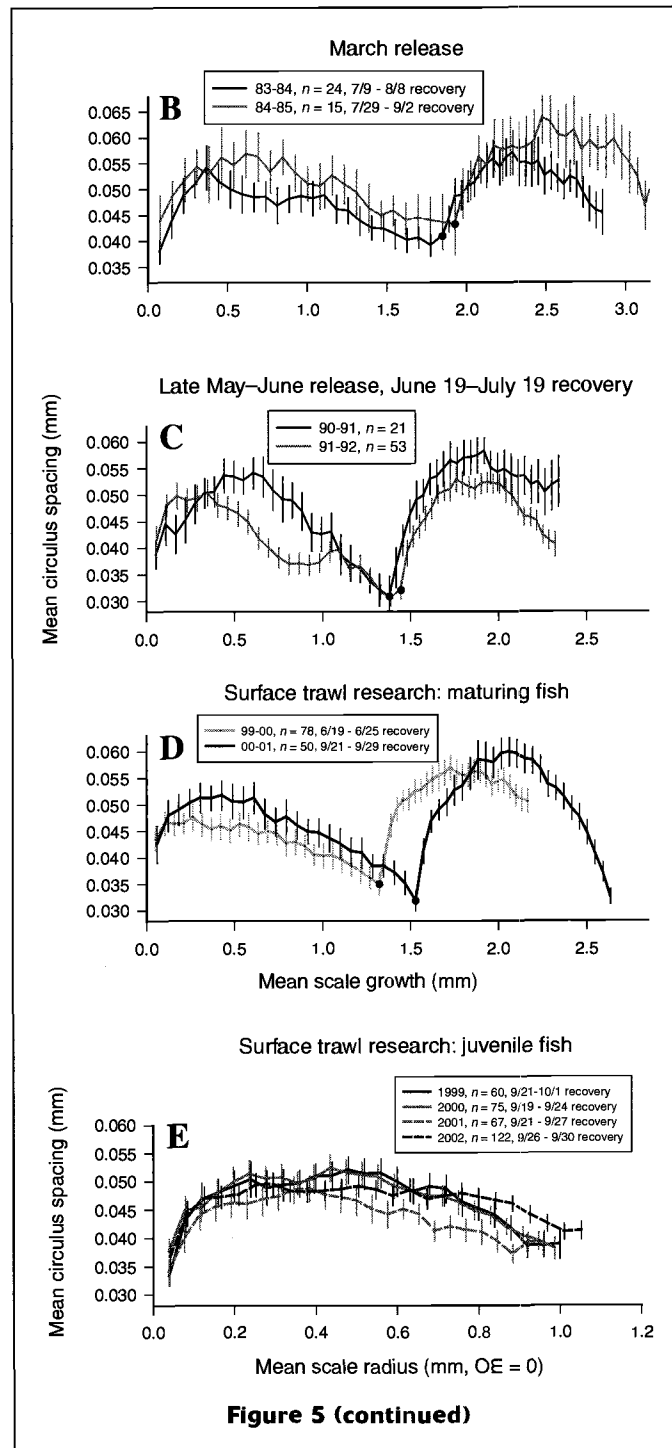 March release
B
83-84, n = 24, 7/9 - 8/8 recovery
84-85, n = 15, 7/29 - 9/2 recovery
0.065
0.060
0.055
0.050
0.045
0.040
0.035
0.0 0.5 1.0 1.5 2.0 2.5 3.0
Late May–June release, June 19–July 19 recovery
C
90-91, n = 21
91-92, n = 53
0.060
0.055
0.050
0.045
0.040
0.035
0.030
0.0 0.5 1.0 1.5 2.0 2.5
Mean circulus spacing (mm)
Surface trawl research: maturing fish
D
99-00, n = 78, 6/19 - 6/25 recovery
00-01, n = 50, 9/21 - 9/29 recovery
0.060
0.055
0.050
0.045
0.040
0.035
0.030
0.0 0.5 1.0 1.5 2.0 2.5
Mean scale growth (mm)
Surface trawl research: juvenile fish
E
1999, n = 60, 9/21-10/1 recovery
2000, n = 75, 9/19 - 9/24 recovery
2001, n = 67, 9/21 - 9/27 recovery
2002, n = 122, 9/26 - 9/30 recovery
Mean circulus spacing (mm)
0.060
0.055
0.050
0.045
0.040
0.035
0.030
0.0 0.2 0.4 0.6 0.8 1.0 1.2
Mean scale radius (mm, OE = 0)
Figure 5 (continued)